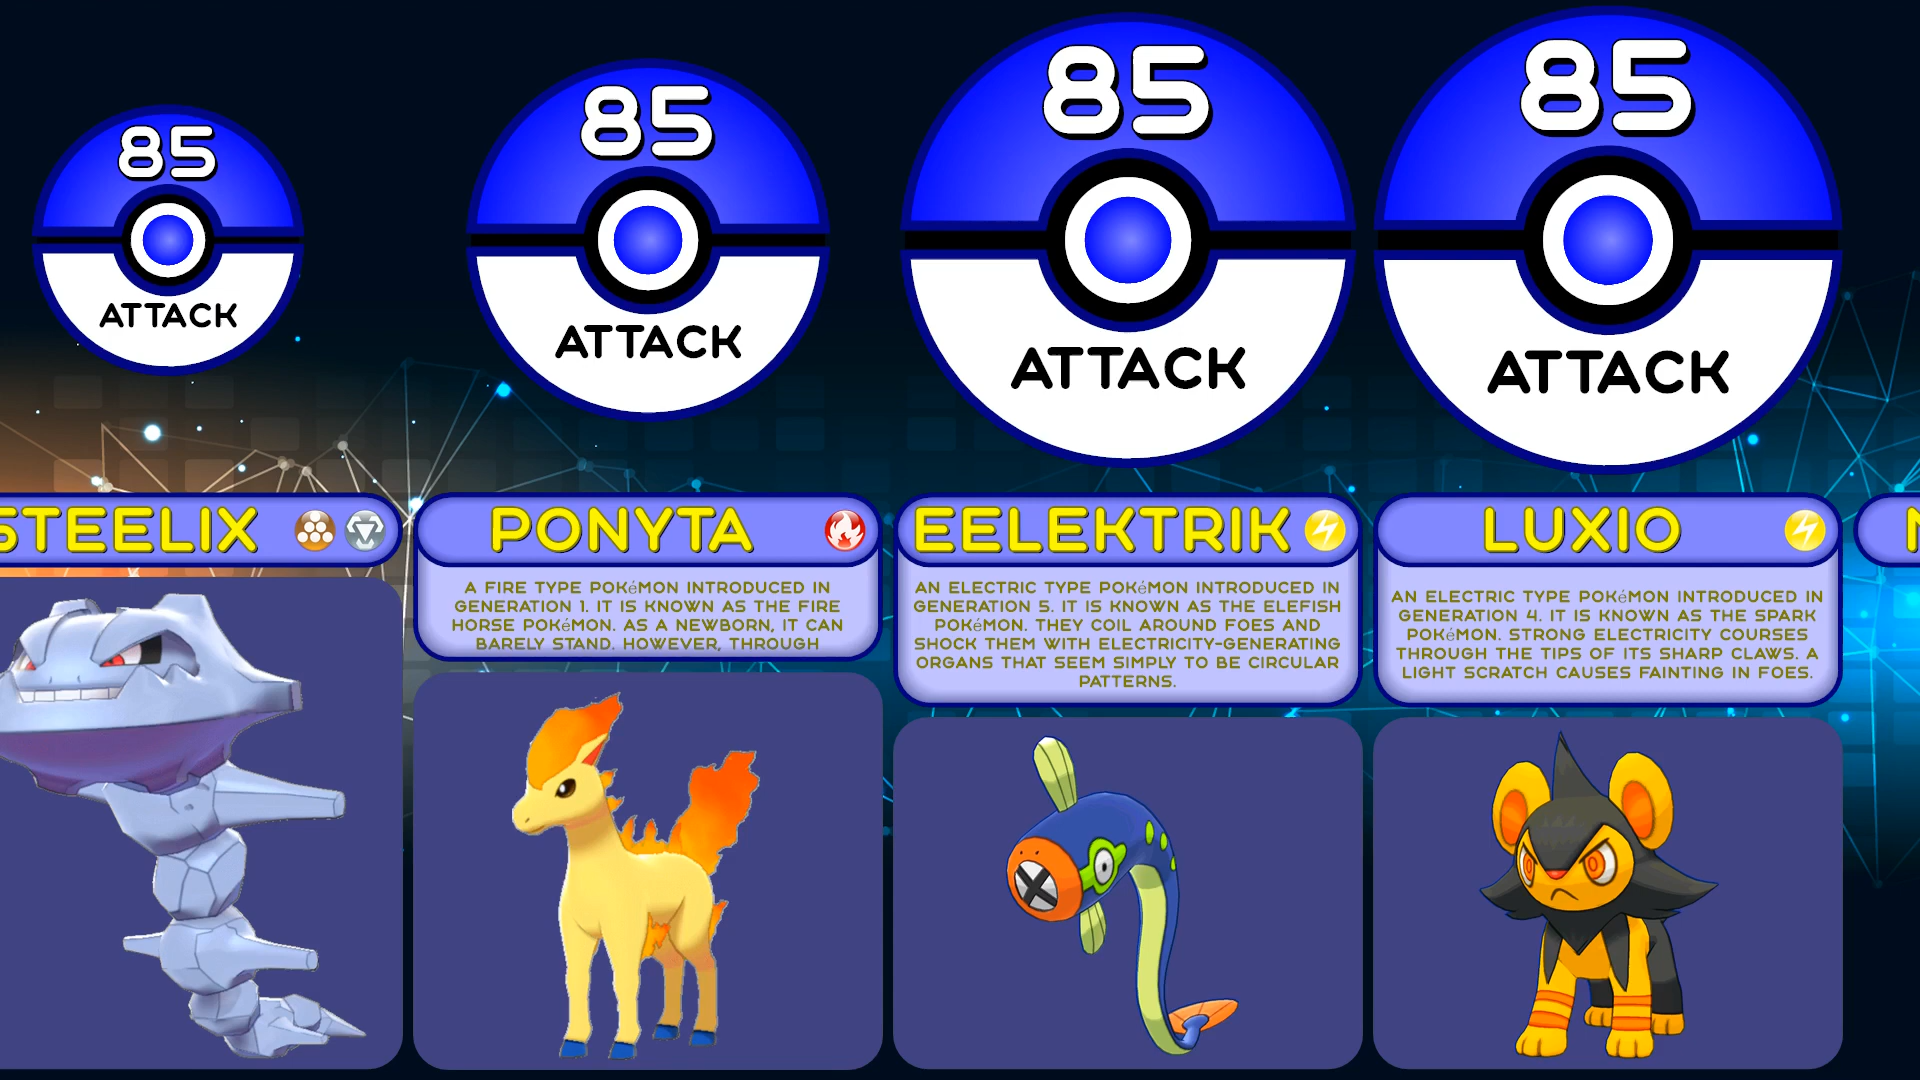 85
ATTACK
85
ATTACK
85
ATTACK
85
ATTACK
STEELIX
PONYTA
A FIRE TYPE POKéMON INTRODUCED IN
GENERATION 1. IT IS KNOWN AS THE FIRE
HORSE POKéMON. AS A NEWBORN, IT CAN
BARELY STAND. HOWEVER, THROUGH
EELEKTRIK
AN ELECTRIC TYPE POKéMON INTRODUCED IN
GENERATION 5. IT IS KNOWN AS THE ELEFISH
POKéMON. THEY COIL AROUND FOES AND
SHOCK THEM WITH ELECTRICITY-GENERATING
ORGANS THAT SEEM SIMPLY TO BE CIRCULAR
PATTERNS.
LUXIO
AN ELECTRIC TYPE POKéMON INTRODUCED IN
GENERATION 4. IT IS KNOWN AS THE SPARK
POKéMON. STRONG ELECTRICITY COURSES
THROUGH THE TIPS OF ITS SHARP CLAWS. A
LIGHT SCRATCH CAUSES FAINTING IN FOES.